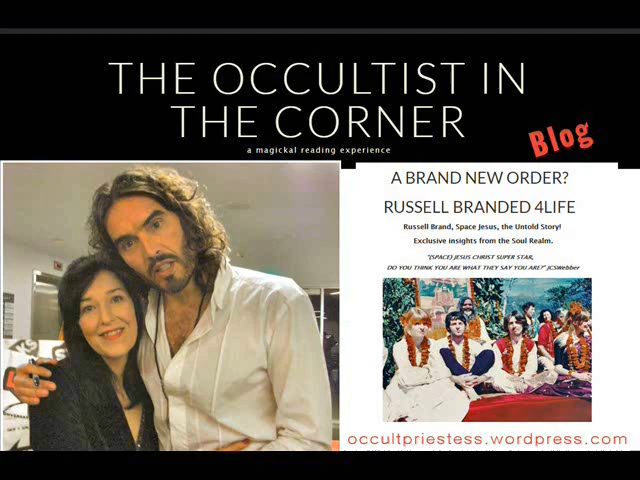 THE OCCULTIST IN
THE CORNER
a magickal reading experience
Blog
A BRAND NEW ORDER?
RUSSELL BRANDED 4LIFE
Russell Brand, Space Jesus, the Untold Story!
Exclusive insights from the Soul Realm.
"(SPACE) JESUS CHRIST SUPER STAR,
DO YOU THINK YOU ARE WHAT THEY SAY YOU ARE?" JCSWebber
occultpriestess.wordpress.com